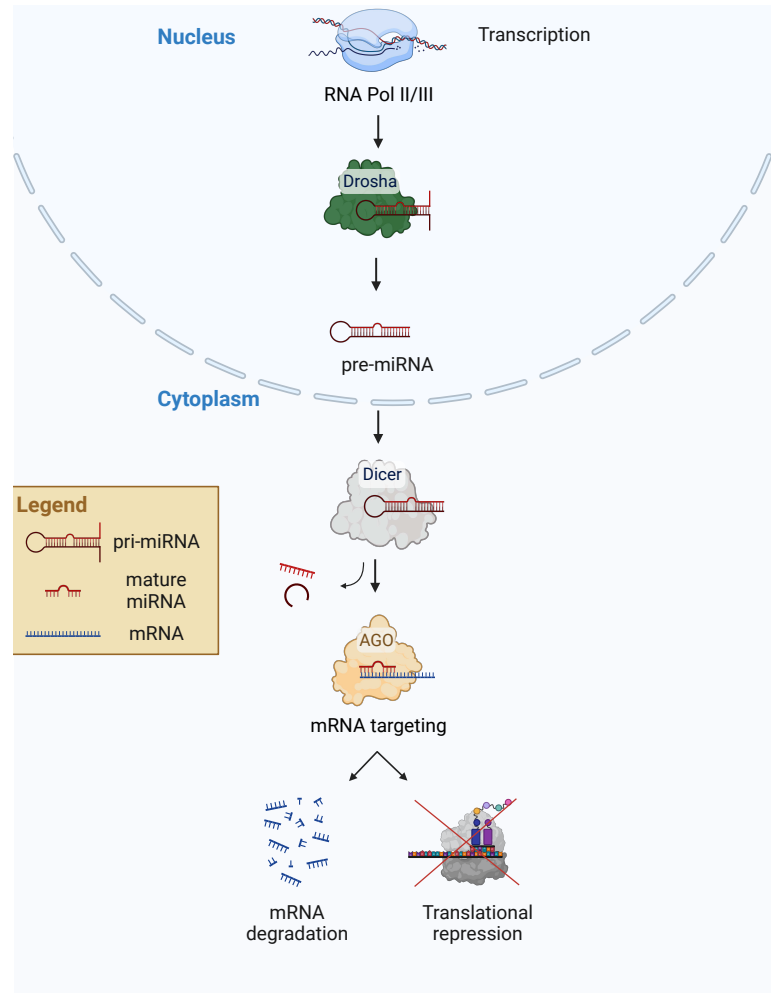 Nucleus
Transcription
RNA Pol II/III
Drosha
pre-miRNA
Cytoplasm
Dicer
Legend
pri-miRNA
mature
miRNA
mRNA
AGO
mRNA targeting
mRNA
degradation
Translational
repression